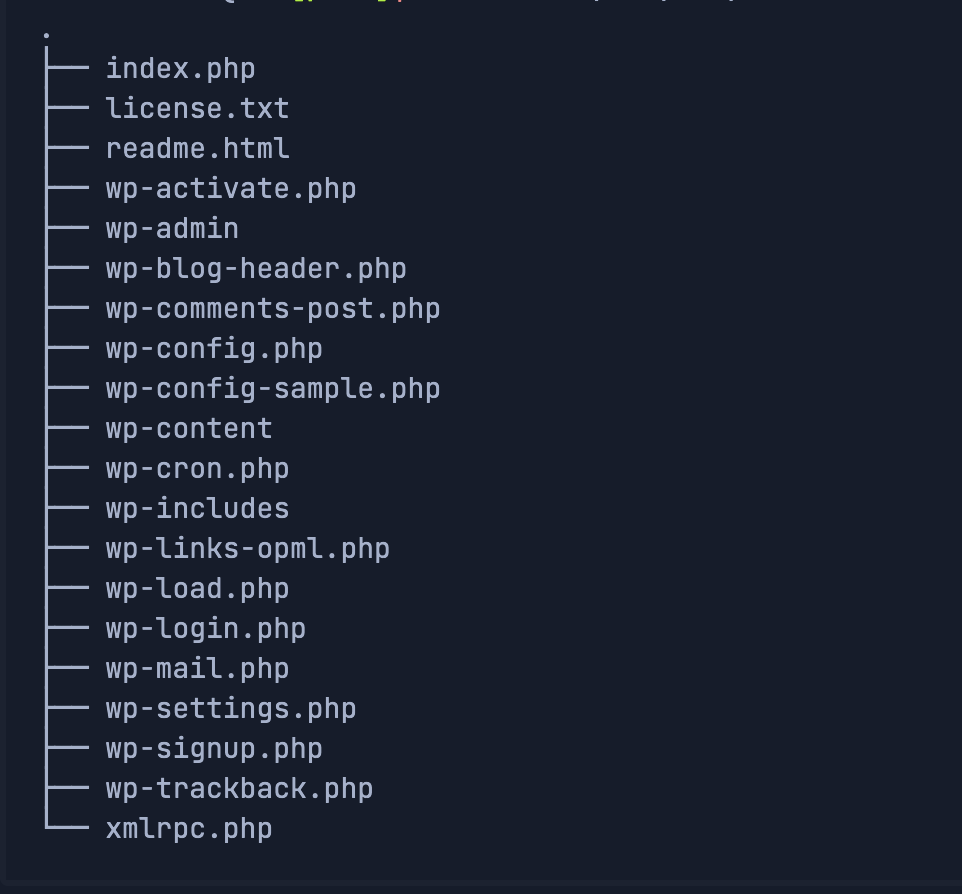 .
├── index.php
├── license.txt
├── readme.html
├── wp-activate.php
├── wp-admin
├── wp-blog-header.php
├── wp-comments-post.php
├── wp-config.php
├── wp-config-sample.php
├── wp-content
├── wp-cron.php
├── wp-includes
├── wp-links-opml.php
├── wp-load.php
├── wp-login.php
├── wp-mail.php
├── wp-settings.php
├── wp-signup.php
├── wp-trackback.php
└── xmlrpc.php